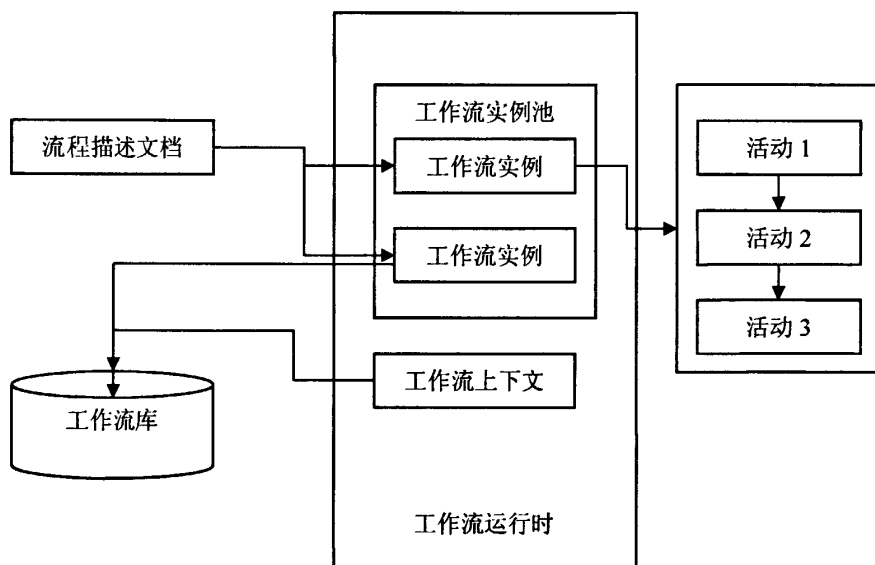 工作流实例池
流程描述文档
工作流实例
工作流实例
工作流上下文
工作流库
工作流运行时
活动 1
活动 2
活动 3